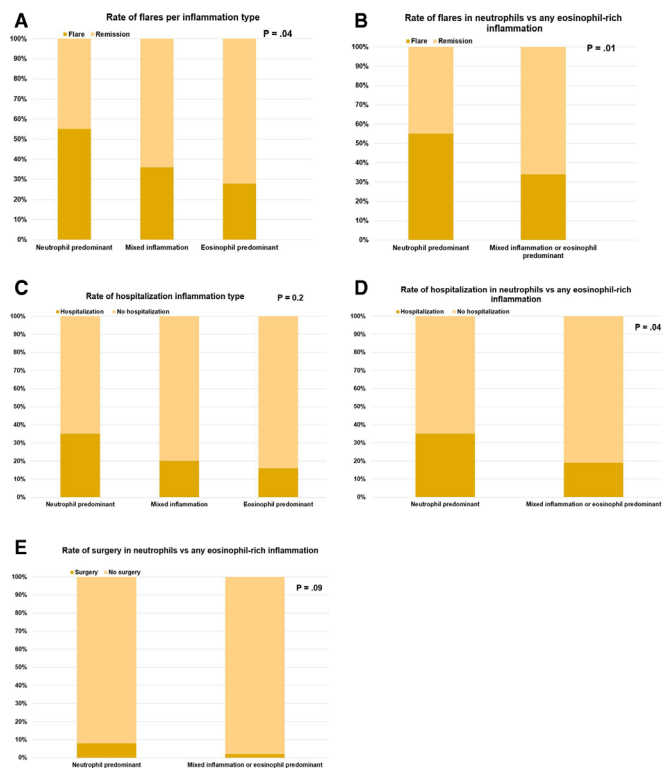 A
Rate of flares per inflammation type
Flare Remission
P = .04
100%
90%
80%
70%
60%
50%
40%
30%
20%
10%
0%
Neutrophil predominant Mixed inflammation Eosinophil predominant
B
Rate of flares in neutrophils vs any eosinophil-rich
inflammation
Flare Remission
P = .01
100%
90%
80%
70%
60%
50%
40%
30%
20%
10%
0%
Neutrophil predominant Mixed inflammation or eosinophil
predominant
C
Rate of hospitalization inflammation type
P = 0.2
Hospitalization No hospitalization
100%
90%
80%
70%
60%
50%
40%
30%
20%
10%
0%
Neutrophil predominant Mixed inflammation Eosinophil predominant
D
Rate of hospitalization in neutrophils vs any eosinophil-rich
inflammation
Hospitalization No hospitalization
P = .04
100%
90%
80%
70%
60%
50%
40%
30%
20%
10%
0%
Neutrophil predominant Mixed inflammation or eosinophil predominant
E
Rate of surgery in neutrophils vs any eosinophil-rich inflammation
Surgery No surgery
P = .09
100%
90%
80%
70%
60%
50%
40%
30%
20%
10%
0%
Neutrophil predominant Mixed inflammation or eosinophil predominant